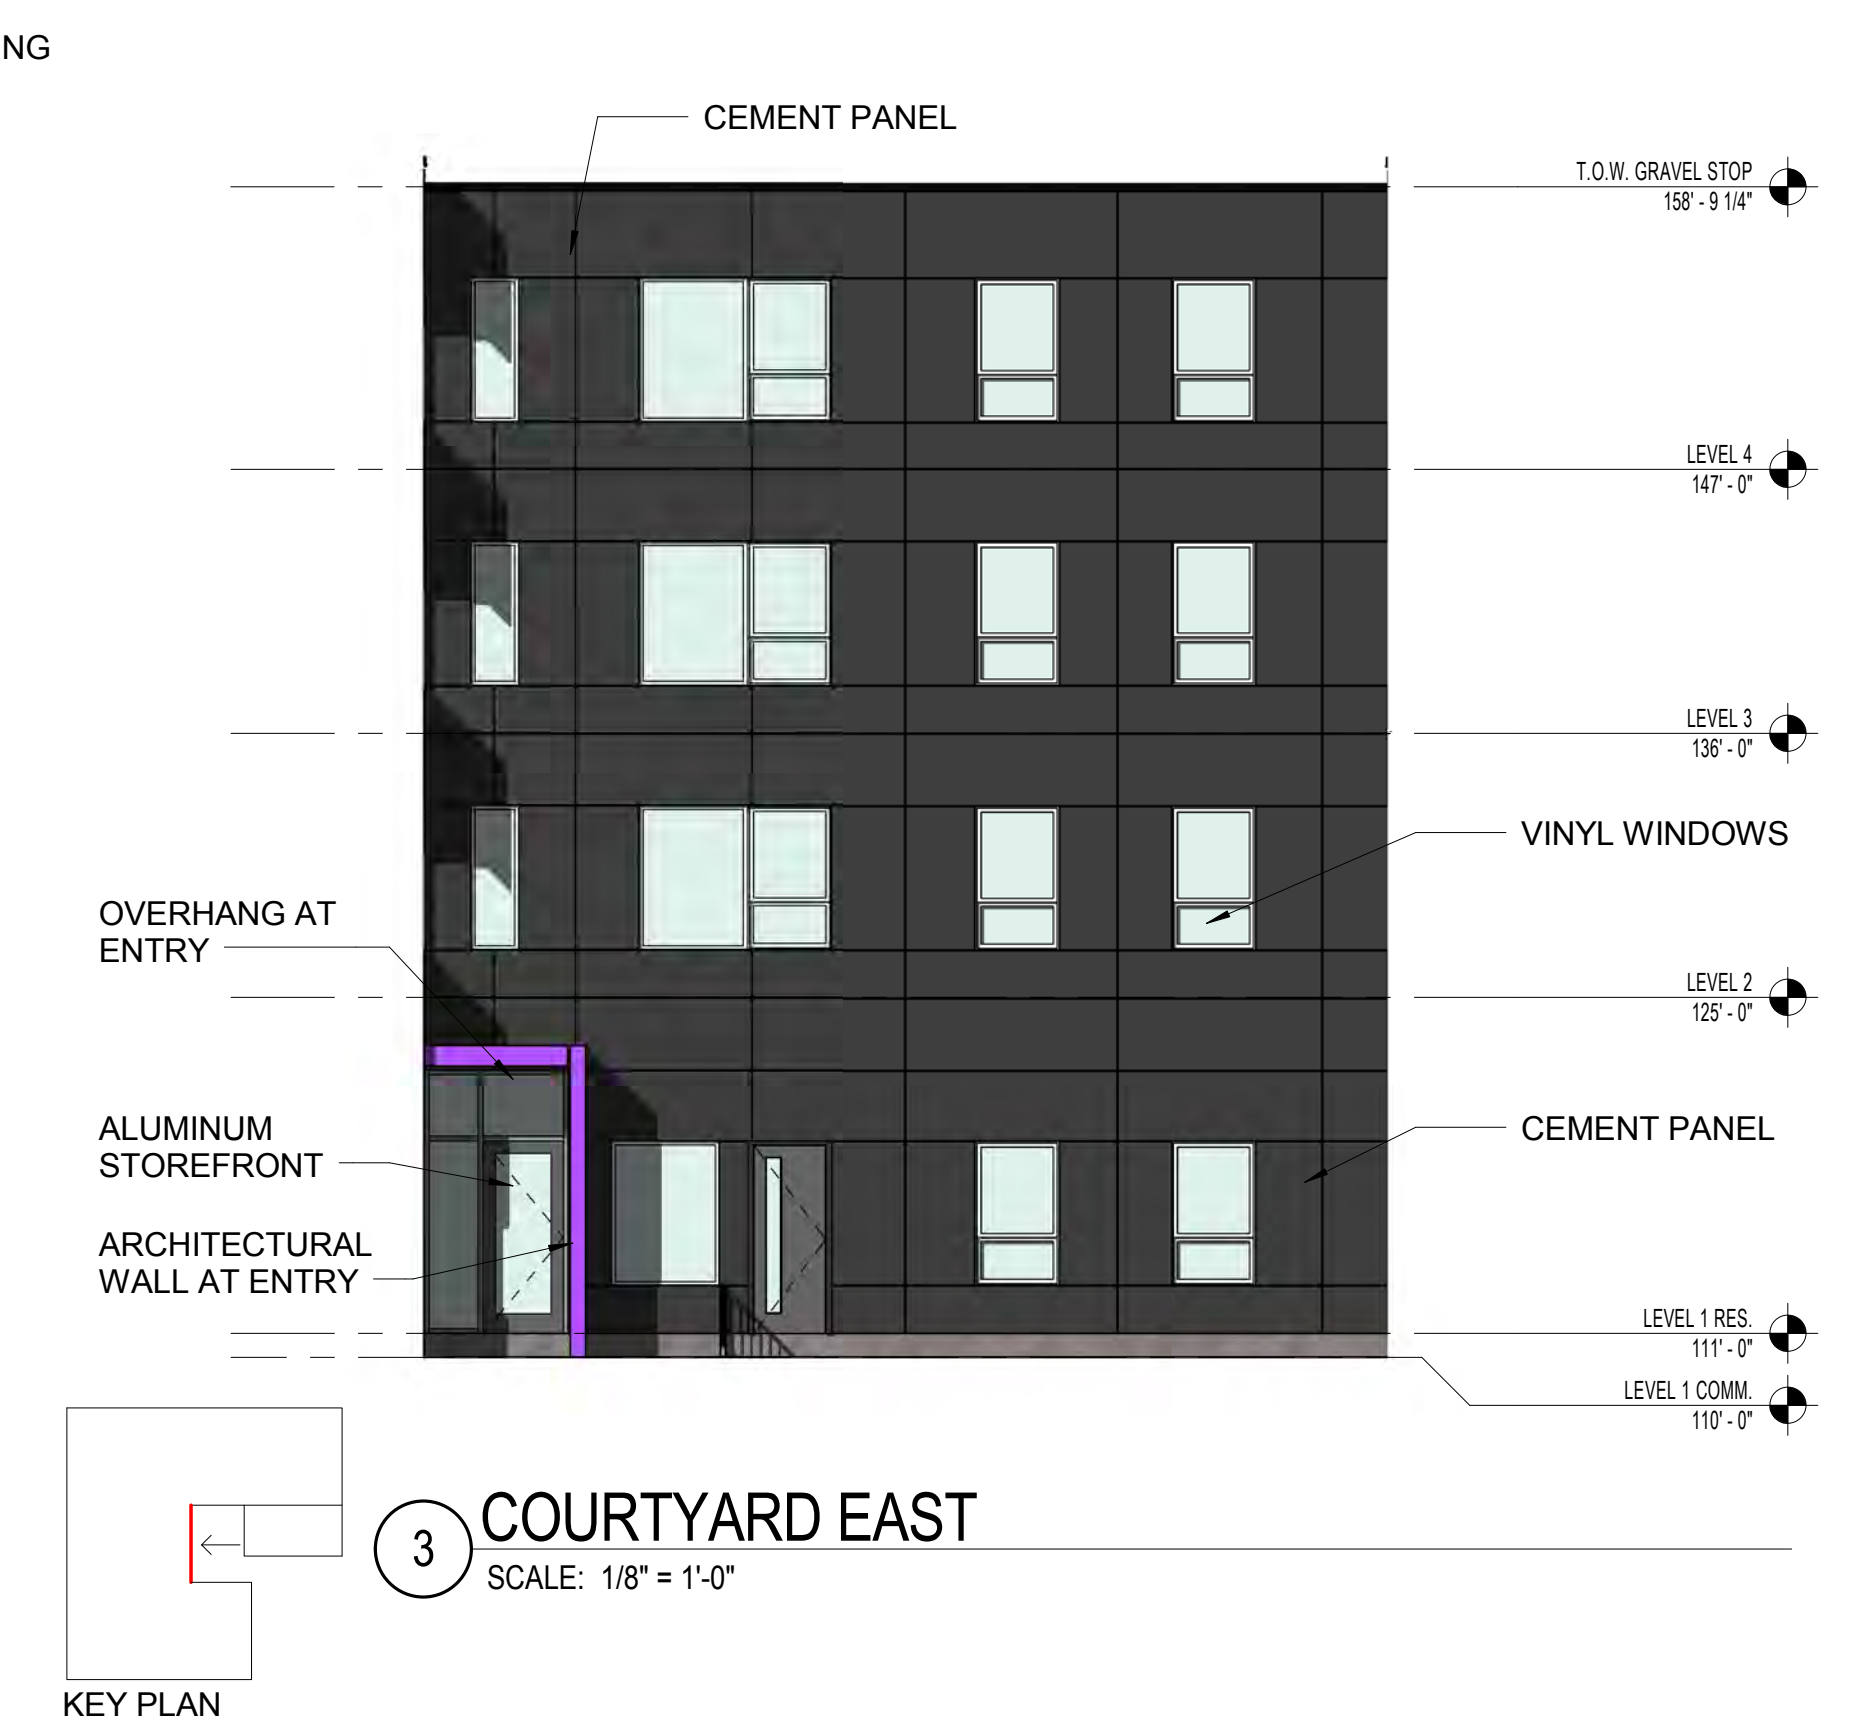 NG
CEMENT PANEL
T.O.W. GRAVEL STOP
158' - 9 1/4"
LEVEL 4
147' - 0"
LEVEL 3
136' - 0"
VINYL WINDOWS
OVERHANG AT
ENTRY
LEVEL 2
125' - 0"
ALUMINUM
STOREFRONT
CEMENT PANEL
ARCHITECTURAL
WALL AT ENTRY
LEVEL 1 RES.
111' - 0"
LEVEL 1 COMM.
110' - 0"
3
COURTYARD EAST
SCALE: 1/8" = 1'-0"
KEY PLAN